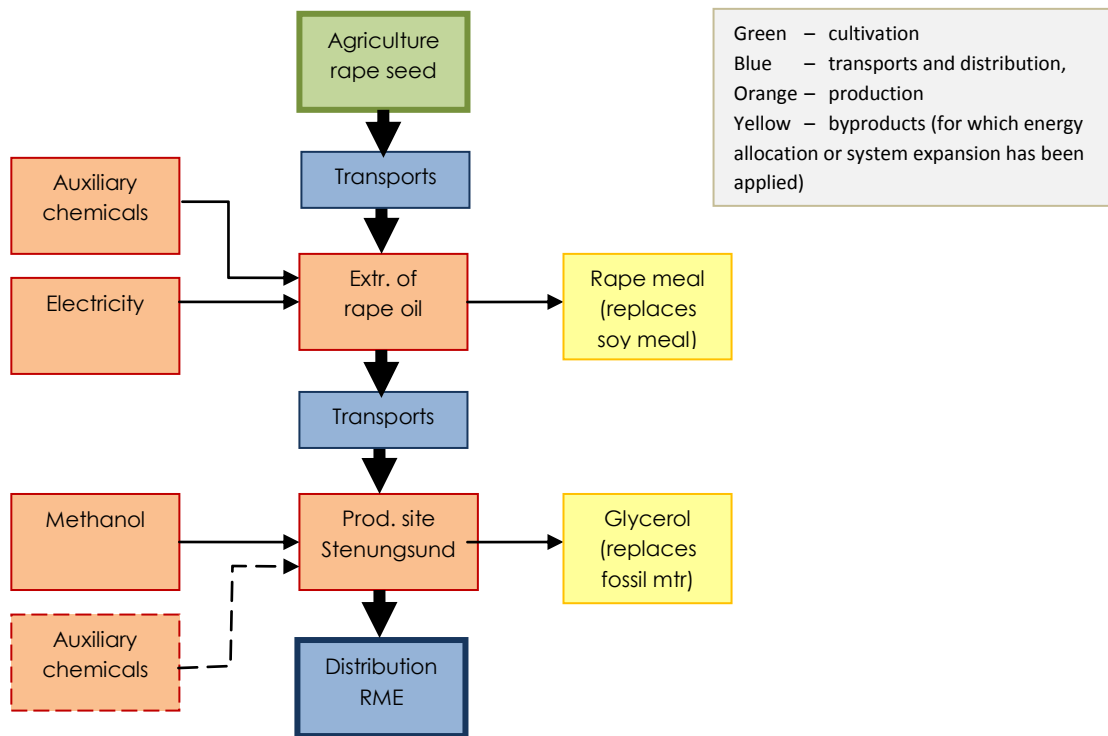 Agriculture
rape seed
Green – cultivation
Blue – transports and distribution,
Orange – production
Yellow – byproducts (for which energy
allocation or system expansion has been
applied)
Transports
Auxiliary
chemicals
Electricity
Extr. of
rape oil
Rape meal
(replaces
soy meal)
Transports
Methanol
Prod. site
Stenungsund
Glycerol
(replaces
fossil mtr)
Auxiliary
chemicals
Distribution
RME